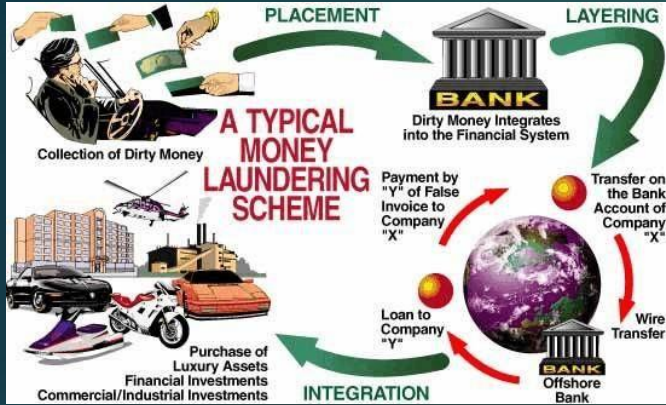 PLACEMENT
LAYERING
BANK
Dirty Money Integrates
into the Financial System
Collection of Dirty Money
A TYPICAL
MONEY
LAUNDERING
SCHEME
Transfer on
the Bank
Account of
Company
"X"
Wire
Transfer
BANK
Offshore
Bank
Loan to
Company
"Y"
Payment by
"Y" of False
Invoice to
Company
"X"
INTEGRATION
Purchase of
Luxury Assets
Financial Investments
Commercial/Industrial Investments